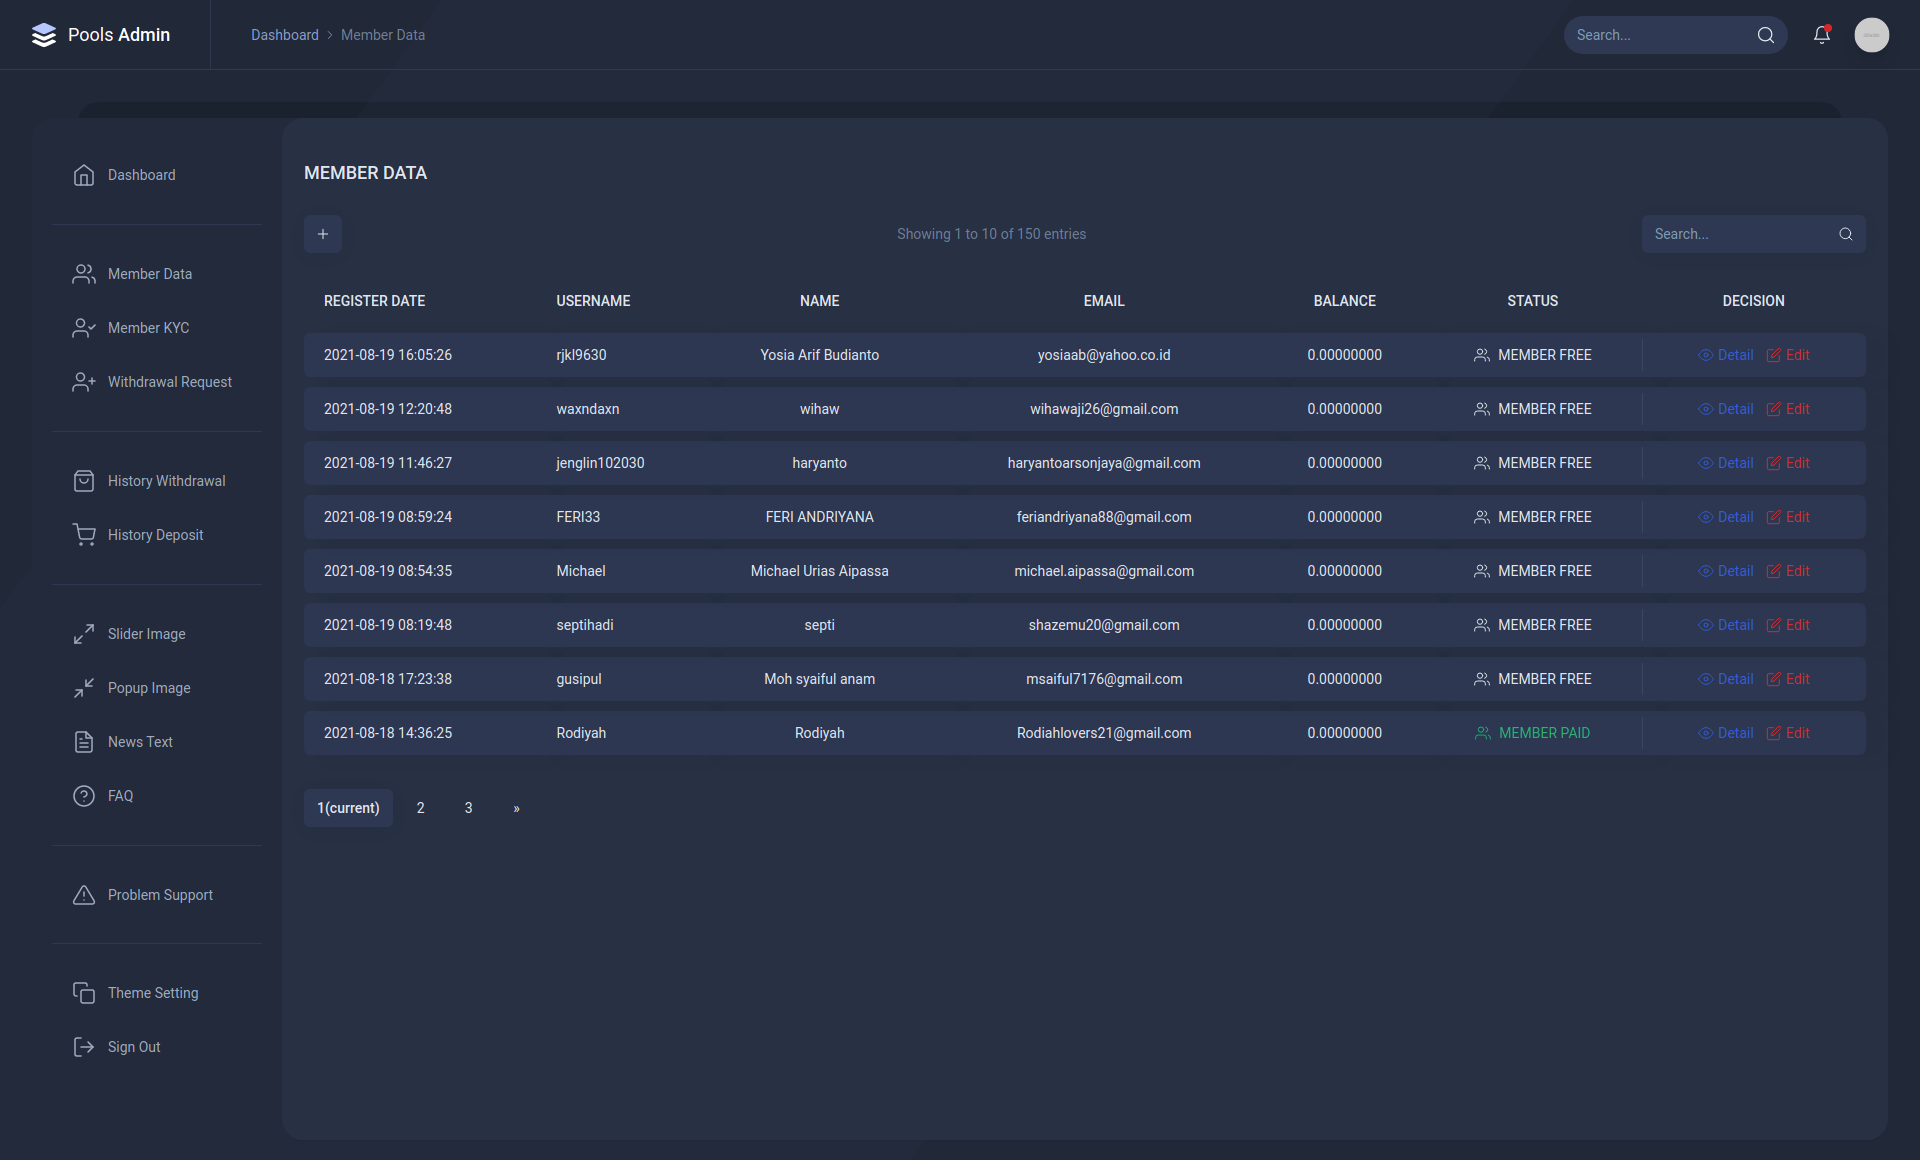 Pools Admin
Dashboard > Member Data
Search...
Dashboard
Member Data
Member KYC
Withdrawal Request
History Withdrawal
History Deposit
Slider Image
Popup Image
News Text
FAQ
Problem Support
Theme Setting
Sign Out
MEMBER DATA
+ Showing 1 to 10 of 150 entries Search...
REGISTER DATE USERNAME NAME EMAIL BALANCE STATUS DECISION
2021-08-19 16:05:26 rjkl9630 Yosia Arif Budianto yosiaab@yahoo.co.id 0.00000000 MEMBER FREE Detail Edit
2021-08-19 12:20:48 waxndaxn wihaw wihawaji26@gmail.com 0.00000000 MEMBER FREE Detail Edit
2021-08-19 11:46:27 jenglin102030 haryanto haryantoarsonjaya@gmail.com 0.00000000 MEMBER FREE Detail Edit
2021-08-19 08:59:24 FERI33 FERI ANDRIYANA feriandriyana88@gmail.com 0.00000000 MEMBER FREE Detail Edit
2021-08-19 08:54:35 Michael Michael Urias Aipassa michael.aipassa@gmail.com 0.00000000 MEMBER FREE Detail Edit
2021-08-19 08:19:48 septihadi septi shazemu20@gmail.com 0.00000000 MEMBER FREE Detail Edit
2021-08-18 17:23:38 gusipul Moh syaiful anam msaiful7176@gmail.com 0.00000000 MEMBER FREE Detail Edit
2021-08-18 14:36:25 Rodiyah Rodiyah Rodiahlovers21@gmail.com 0.00000000 MEMBER PAID Detail Edit
1(current) 2 3 »